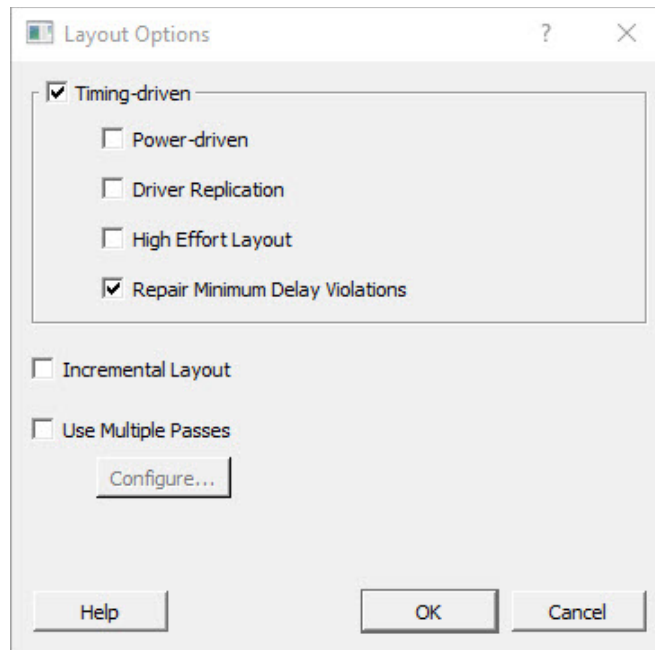 Layout Options
?
Timing-driven
Power-driven
Driver Replication
High Effort Layout
Repair Minimum Delay Violations
Incremental Layout
Use Multiple Passes
Configure...
Help OK Cancel